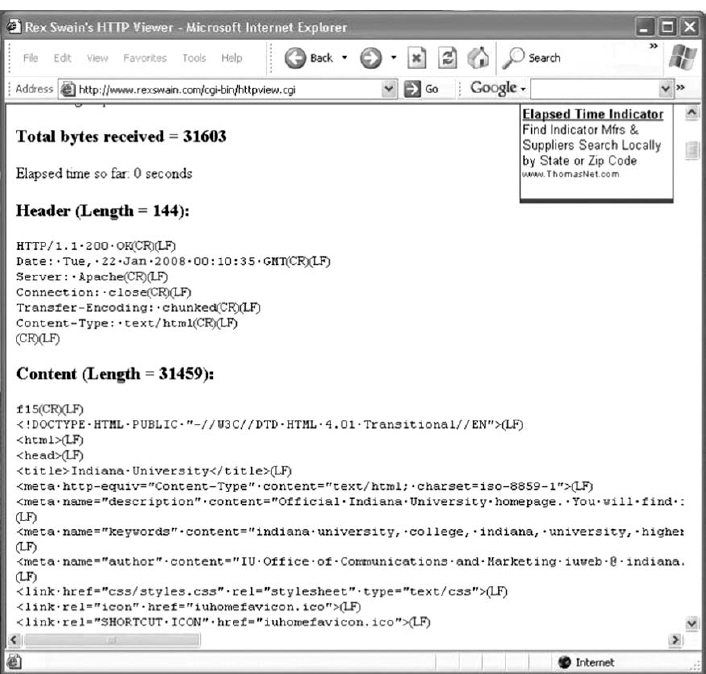 Rex Swain's HTTP Viewer - Microsoft Internet Explorer
File Edit View Favorites Tools Help Back Search »
Address http://www.rexswain.com/cgi-bin/httpview.cgi Go Google »
Elapsed Time Indicator
Find Indicator Mfrs &
Suppliers Search Locally
by State or Zip Code
www.ThomasNet.com
Total bytes received = 31603
Elapsed time so far: 0 seconds
Header (Length = 144):
HTTP/1.1·200·OK(CR)(LF)
Date:·Tue,·22·Jan·2008·00:10:35·GMT(CR)(LF)
Server:·Apache(CR)(LF)
Connection:·close(CR)(LF)
Transfer-Encoding:·chunked(CR)(LF)
Content-Type:·text/html(CR)(LF)
(CR)(LF)
Content (Length = 31459):
f15(CR)(LF)
<!DOCTYPE·HTML·PUBLIC·"-//W3C//DTD·HTML·4.01·Transitional//EN">(LF)
<html>(LF)
<head>(LF)
<title>Indiana·University</title>(LF)
<meta·http-equiv="Content-Type"·content="text/html;·charset=iso-8859-1">(LF)
<meta·name="description"·content="Official·Indiana·University·homepage.·You·will·find·
(LF)
<meta·name="keywords"·content="indiana·university,·college,·indiana,·university,·higher
(LF)
<meta·name="author"·content="IU·Office·of·Communications·and·Marketing·iuweb·@·indiana.
(LF)
<link·href="css/styles.css"·rel="stylesheet"·type="text/css">(LF)
<link·rel="icon"·href="iuhomefavicon.ico">(LF)
<link·rel="SHORTCUT·ICON"·href="iuhomefavicon.ico">(LF)
Internet